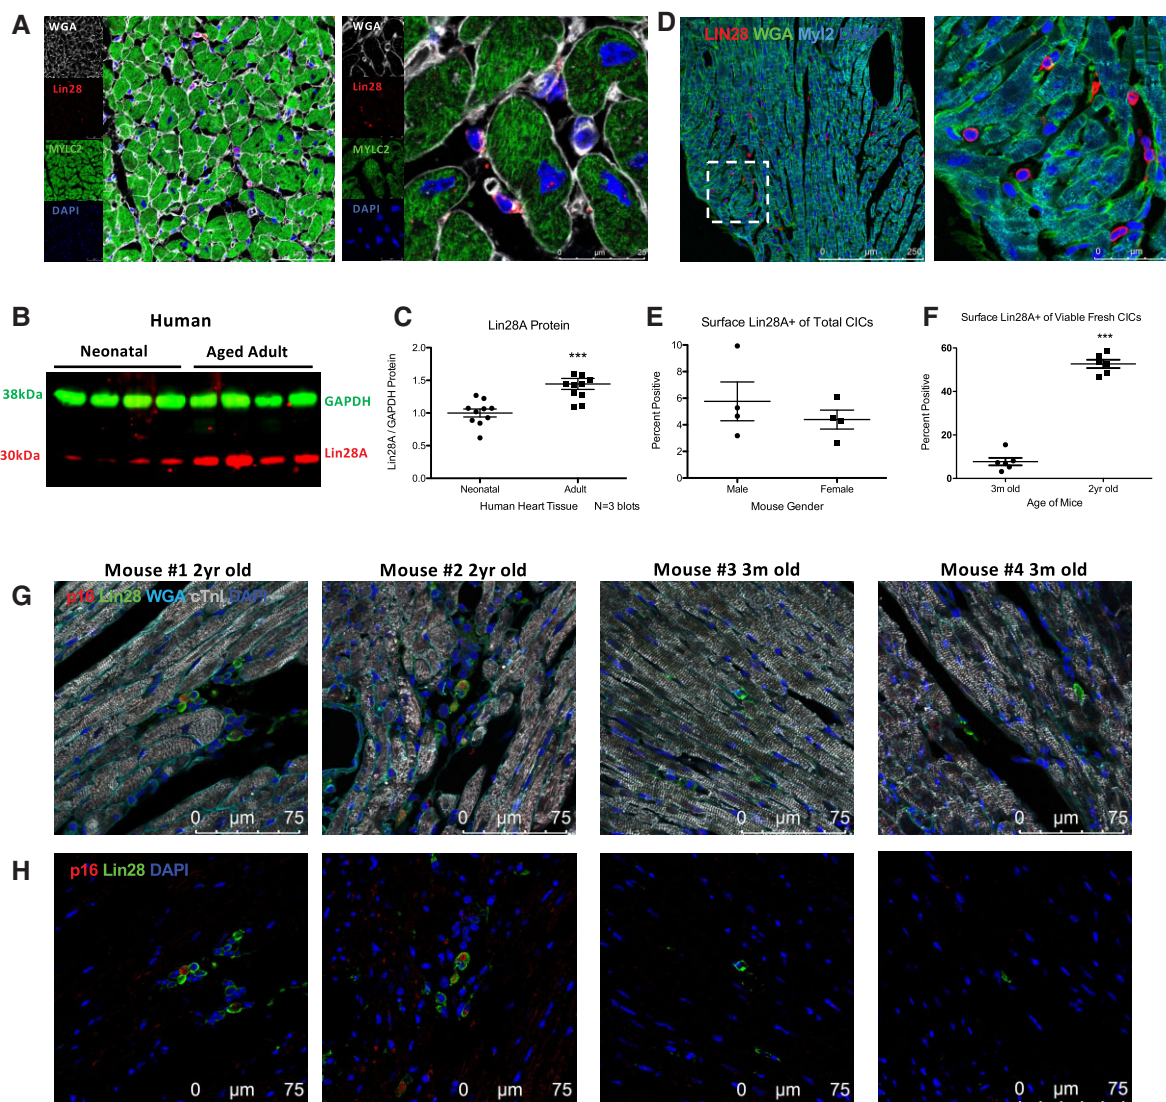 A
WGA
Lin28
MYLC2
DAPI
WGA
Lin28
MYLC2
DAPI
0 µm 25
D
LIN28 WGA Myl2 DAPI
0 µm 250
0 µm
B
Human
Neonatal Aged Adult
38kDa
GAPDH
30kDa
Lin28A
C
Lin28A Protein
Lin28A / GAPDH Protein
2.0
1.5
1.0
0.5
0.0
***
Neonatal Adult
Human Heart Tissue N=3 blots
E
Surface Lin28A+ of Total CICs
Percent Positive
10
8
6
4
2
0
Male Female
Mouse Gender
F
Surface Lin28A+ of Viable Fresh CICs
Percent Positive
60
40
20
0
***
3m old 2yr old
Age of Mice
G
Mouse #1 2yr old
Mouse #2 2yr old
Mouse #3 3m old
Mouse #4 3m old
p16 Lin28 WGA cTnI DAPI
0 µm 75
0 µm 75
0 µm 75
0 µm 75
H
p16 Lin28 DAPI
0 µm 75
0 µm 75
0 µm 75
0 µm 75